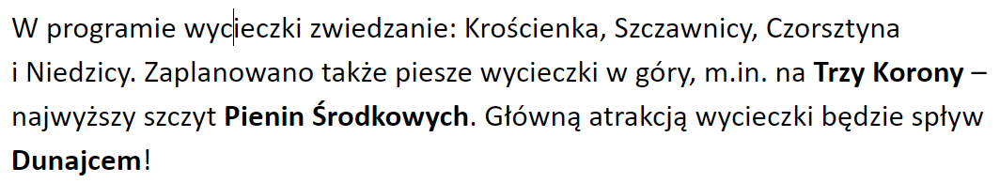 W programie wycieczki zwiedzanie: Krościenka, Szczawnicy, Czorsztyna
i Niedzicy. Zaplanowano także piesze wycieczki w góry, m.in. na Trzy Korony –
najwyższy szczyt Pienin Środkowych. Główną atrakcją wycieczki będzie spływ
Dunajcem!